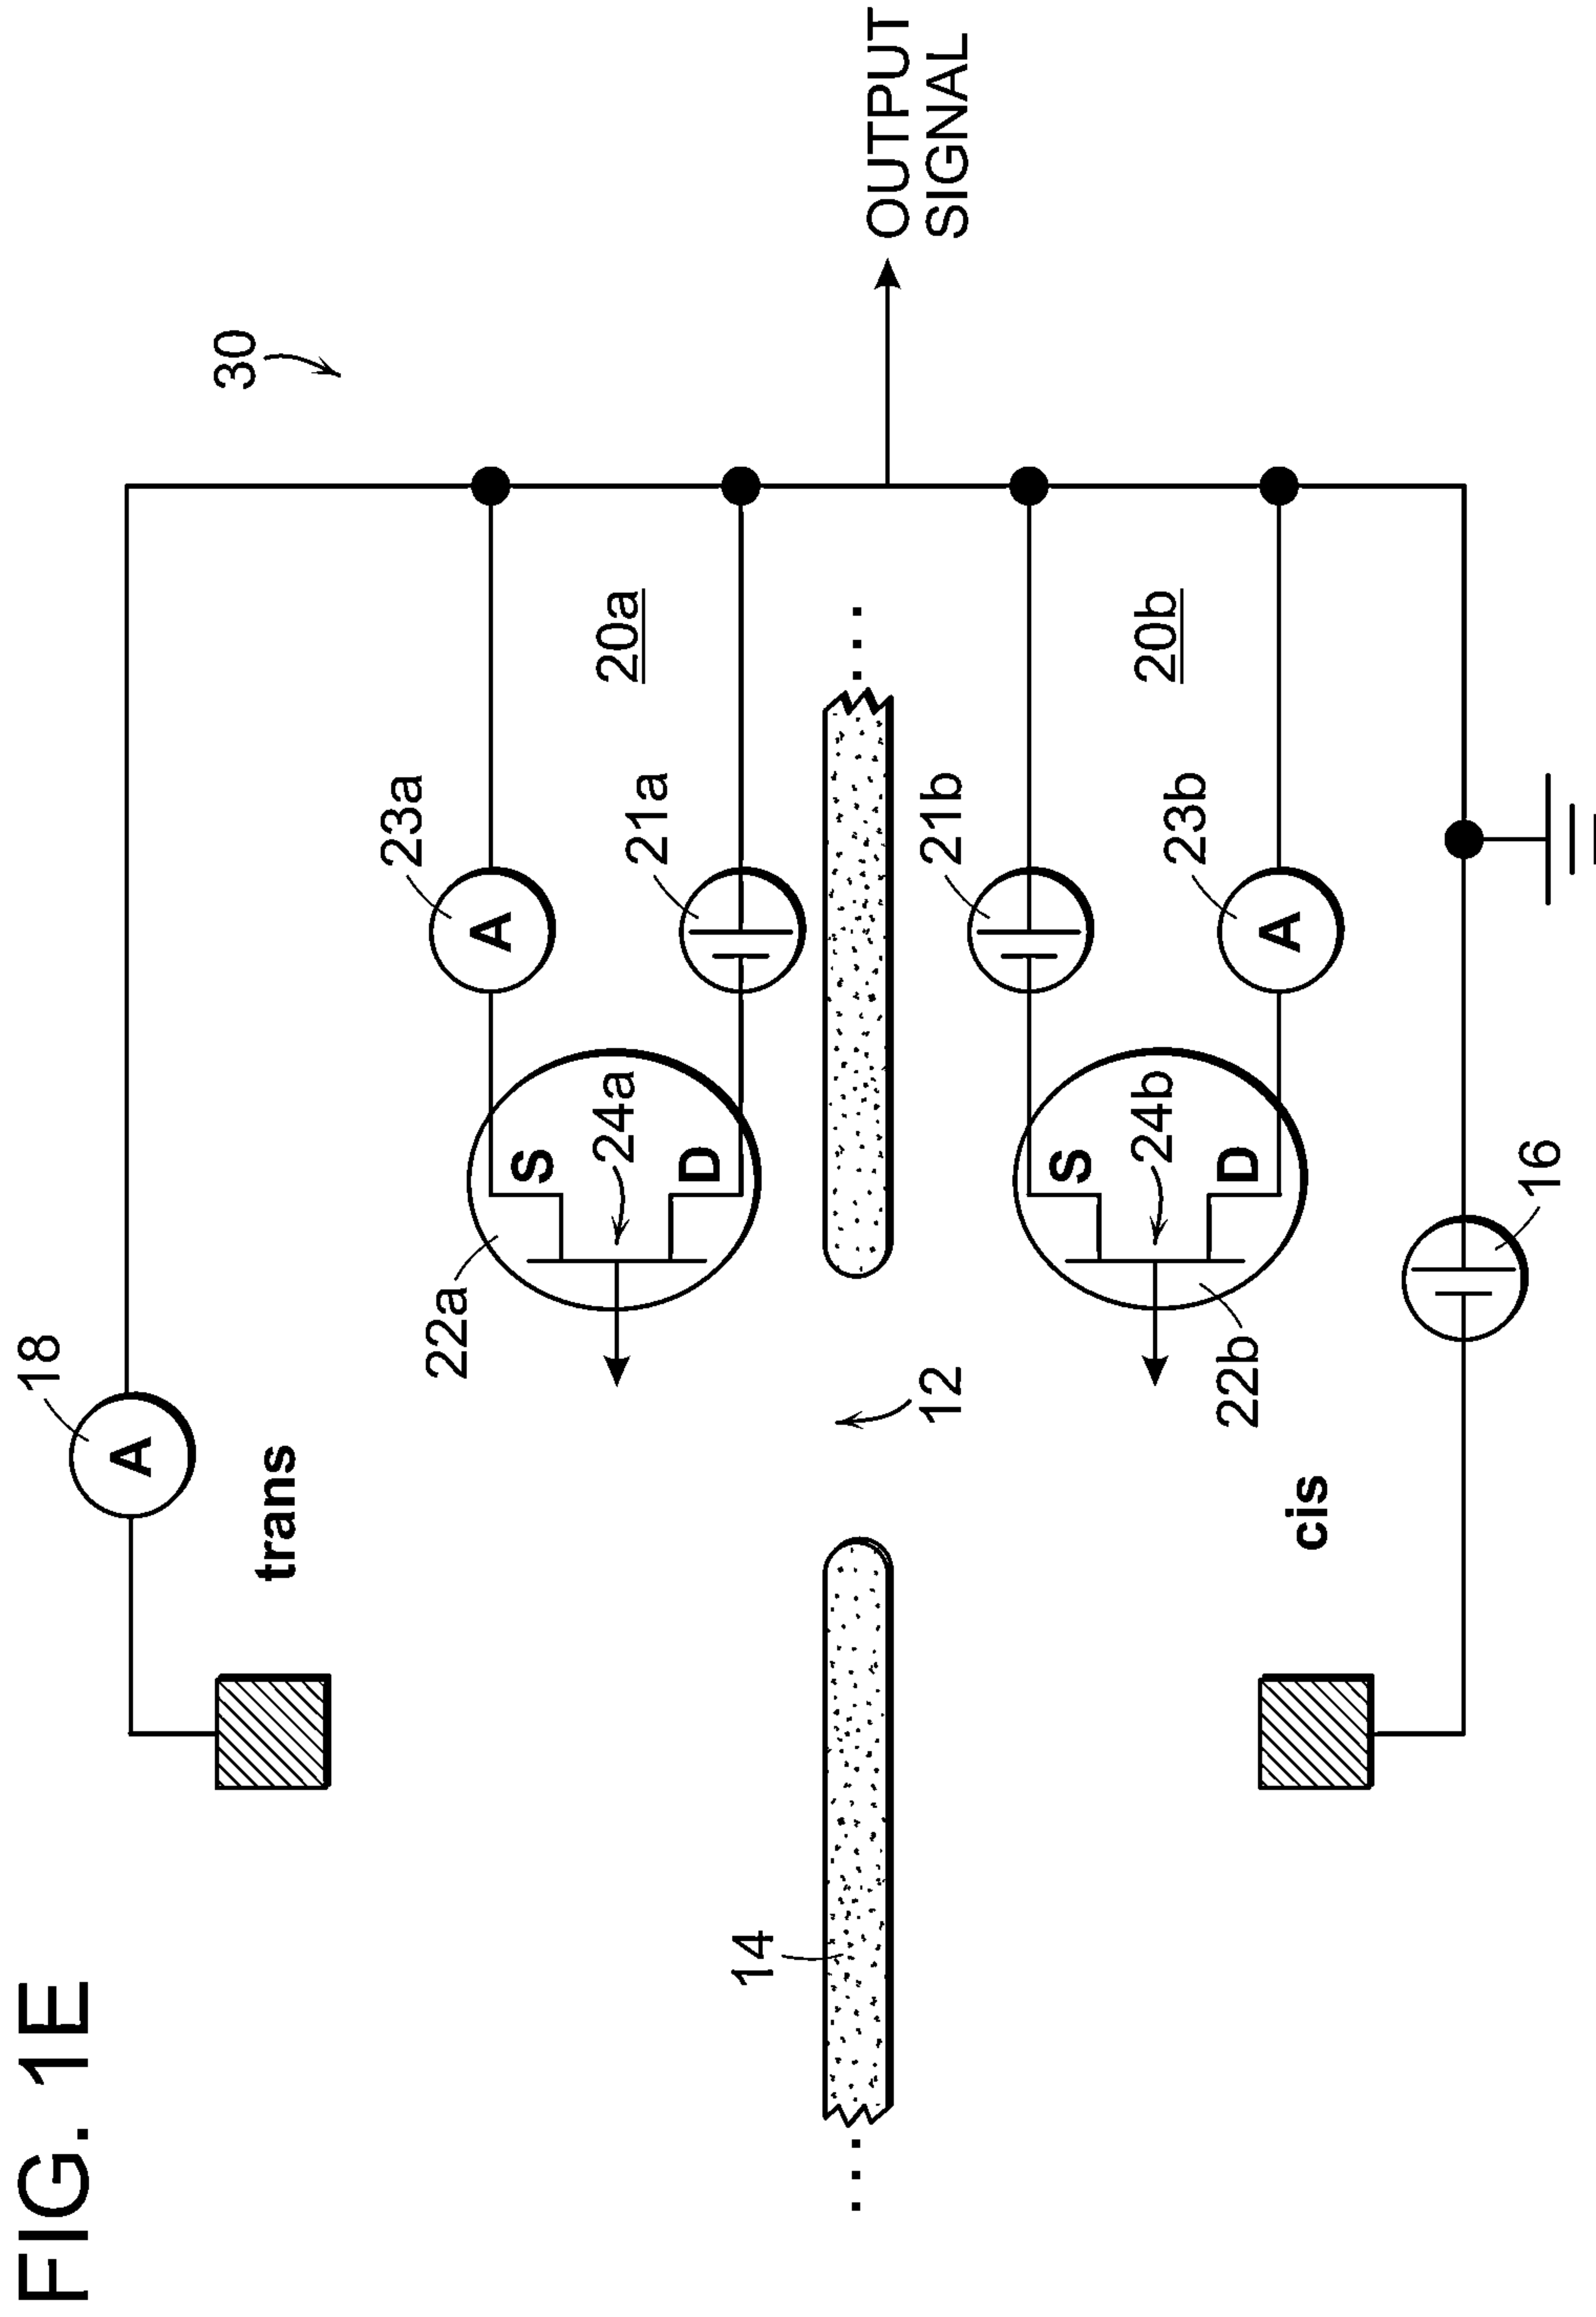 FIG. 1E
18
A
trans
30
23a
A
22a
S
24a
D
20a
21a
14
12
OUTPUT
SIGNAL
21b
20b
S
24b
D
22b
23b
A
cis
16